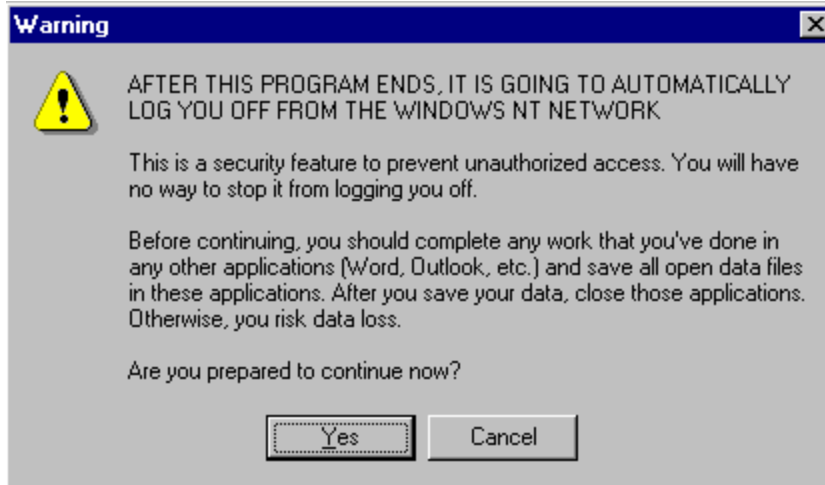 Warning
AFTER THIS PROGRAM ENDS, IT IS GOING TO AUTOMATICALLY
LOG YOU OFF FROM THE WINDOWS NT NETWORK
This is a security feature to prevent unauthorized access. You will have
no way to stop it from logging you off.
Before continuing, you should complete any work that you've done in
any other applications (Word, Outlook, etc.) and save all open data files
in these applications. After you save your data, close those applications.
Otherwise, you risk data loss.
Are you prepared to continue now?
Yes
Cancel